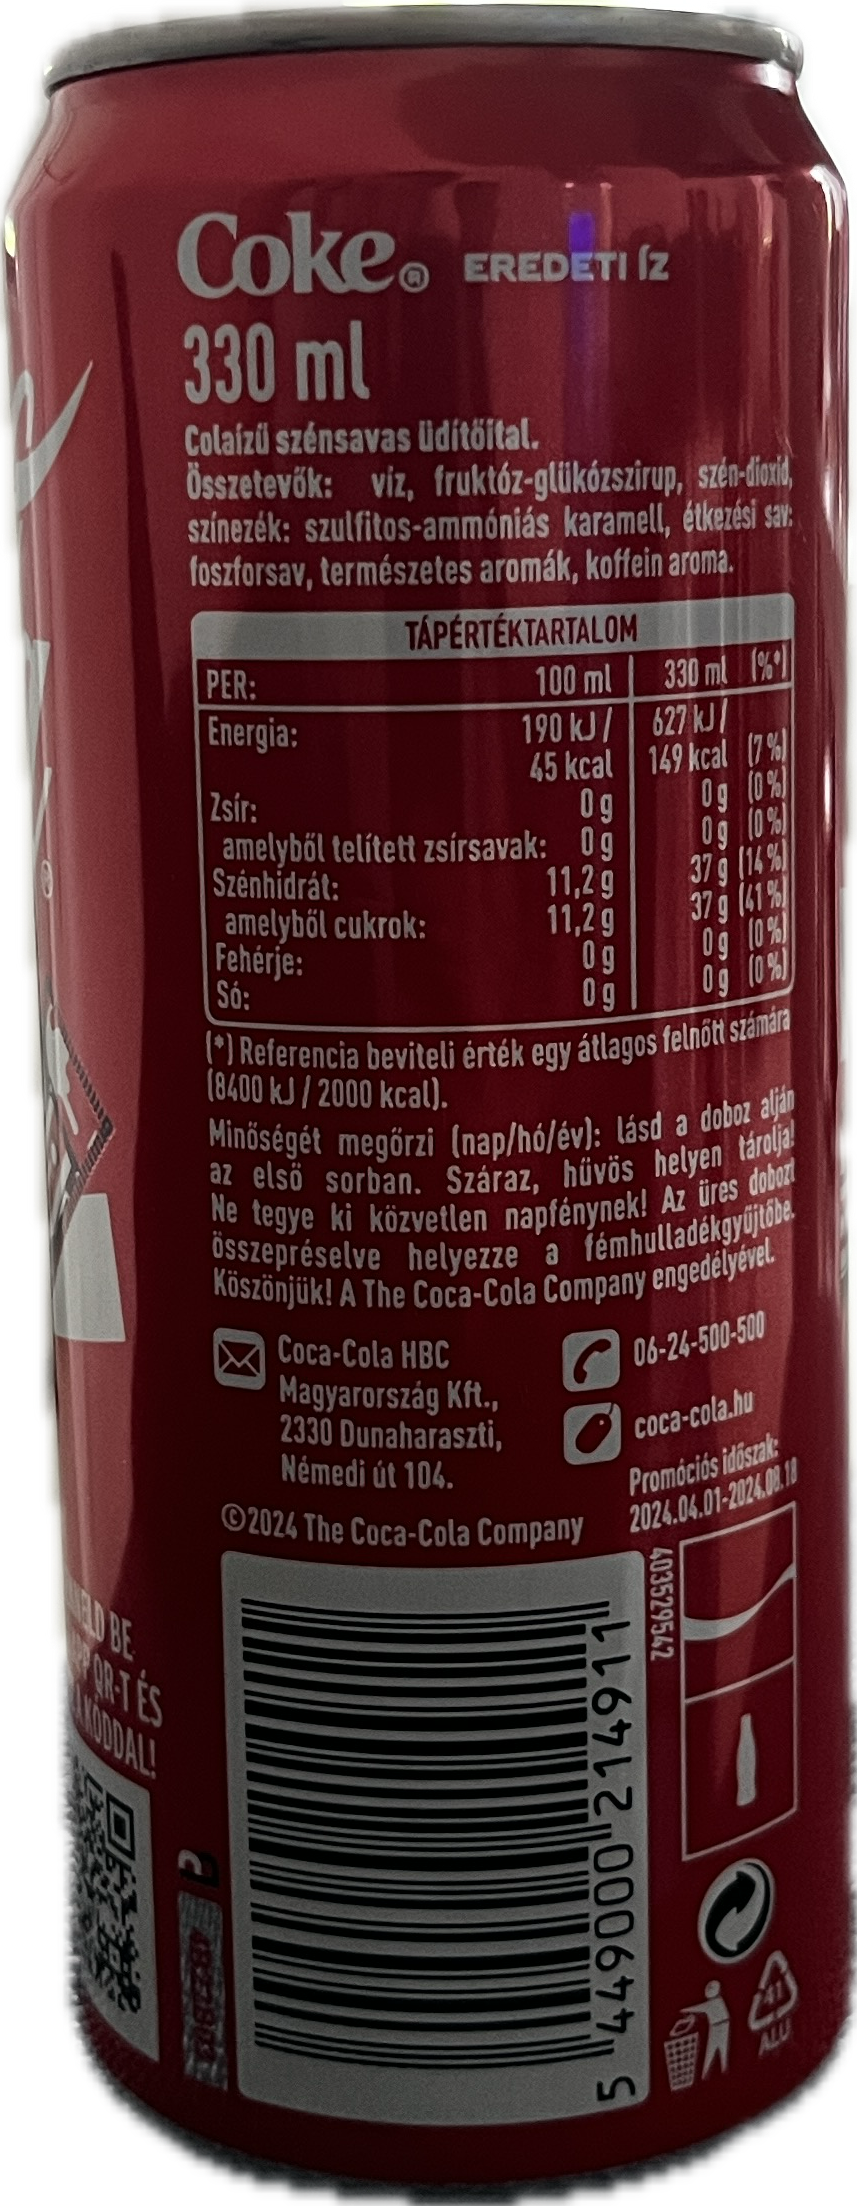 Coke® EREDETI ÍZ
330 ml
Colaízű szénsavas üdítőital.
Összetevők: víz, fruktóz-glükózszirup, szén-dioxid,
színezék: szulfitos-ammóniás karamell, étkezési sav:
foszforsav, természetes aromák, koffein aroma.
TÁPÉRTÉKTARTALOM
PER: 100 ml 330 ml (%*)
Energia: 190 kJ / 627 kJ /
45 kcal 149 kcal (7%)
Zsír: 0 g 0 g (0%)
amelyből telített zsírsavak: 0 g 0 g (0%)
Szénhidrát: 11,2 g 37 g (14%)
amelyből cukrok: 11,2 g 37 g (41%)
Fehérje: 0 g 0 g (0%)
Só: 0 g 0 g (0%)
(*) Referencia beviteli érték egy átlagos felnőtt számára
(8400 kJ / 2000 kcal).
Minőségét megőrzi (nap/hó/év): lásd a doboz alján
az első sorban. Száraz, hűvös helyen tárolja!
Ne tegye ki közvetlen napfénynek! Az üres dobozt
összepréselve helyezze a fémhulladékgyűjtőbe.
Köszönjük! A The Coca-Cola Company engedélyével.
Coca-Cola HBC
Magyarország Kft.,
2330 Dunaharaszti,
Némedi út 104.
06-24-500-500
coca-cola.hu
Promóciós időszak:
2024.04.01-2024.08.18
©2024 The Coca-Cola Company
403529542
5 449000 214911
41
ALU
BE
QR-T ÉS
KÓDDAL!